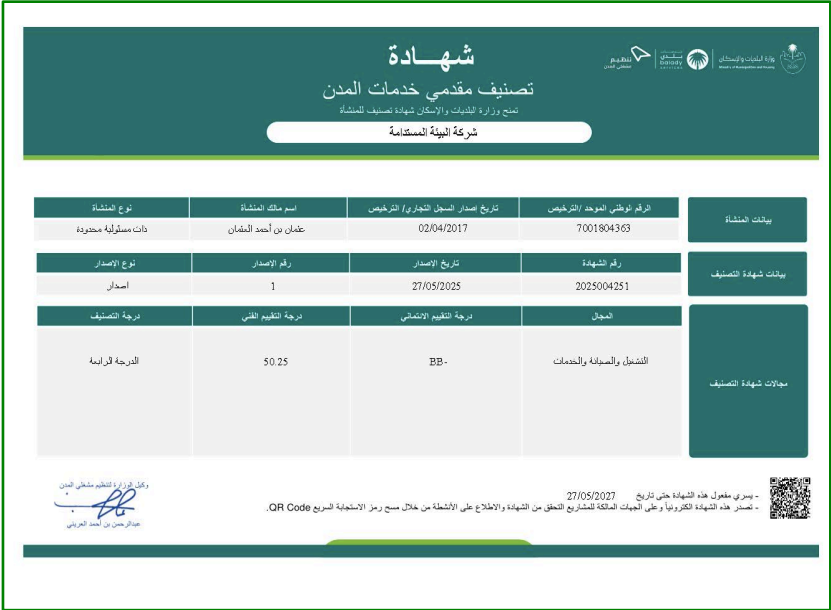 وزارة البلديات والإسكان
بلدي
balady
تنظيم
مشغلي المدن
شهـــادة
تصنيف مقدمي خدمات المدن
تمنح وزارة البلديات والإسكان شهادة تصنيف للمنشأة
شركة البيئة المستدامة
بيانات المنشأة
الرقم الوطني الموحد /الترخيص
تاريخ إصدار السجل التجاري/ الترخيص
اسم مالك المنشأة
نوع المنشأة
7001804363
02/04/2017
عثمان بن أحمد العثمان
ذات مسئولية محدودة
بيانات شهادة التصنيف
رقم الشهادة
تاريخ الإصدار
رقم الإصدار
نوع الإصدار
2025004251
27/05/2025
1
اصدار
مجالات شهادة التصنيف
المجال
درجة التقييم الائتماني
درجة التقييم الفني
درجة التصنيف
التشغيل والصيانة والخدمات
BB-
50.25
الدرجة الرابعة
- يسري مفعول هذه الشهادة حتى تاريخ 27/05/2027
- تصدر هذه الشهادة الكترونياً وعلى الجهات المالكة للمشاريع التحقق من الشهادة والاطلاع على الأنشطة من خلال مسح رمز الاستجابة السريع QR Code.
وكيل الوزارة لتنظيم مشغلي المدن
عبدالرحمن بن أحمد العريني